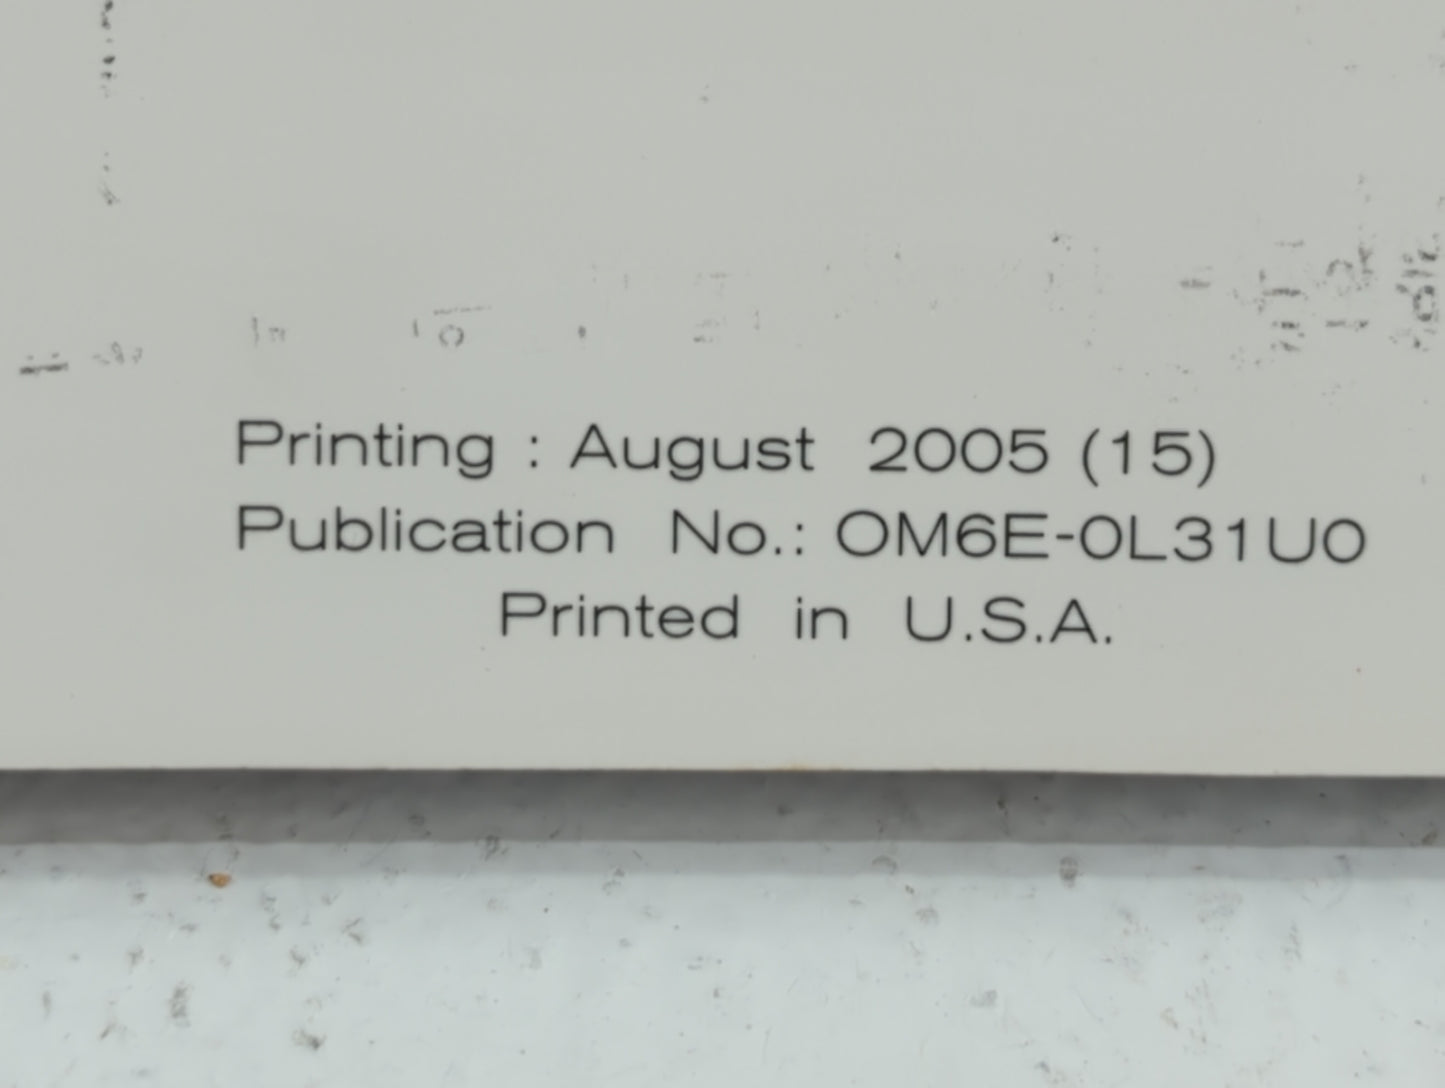 Printing : August 2005 (15)
Publication No.: OM6E-0L31U0
Printed in U.S.A.